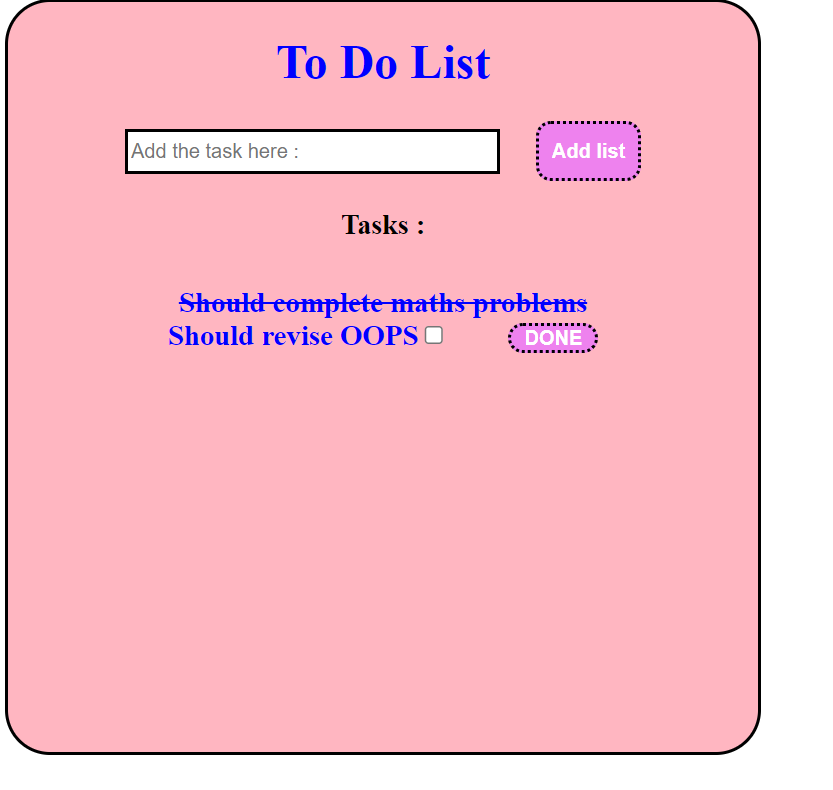 To Do List
Add the task here :
Add list
Tasks :
Should complete maths problems
Should revise OOPS
DONE